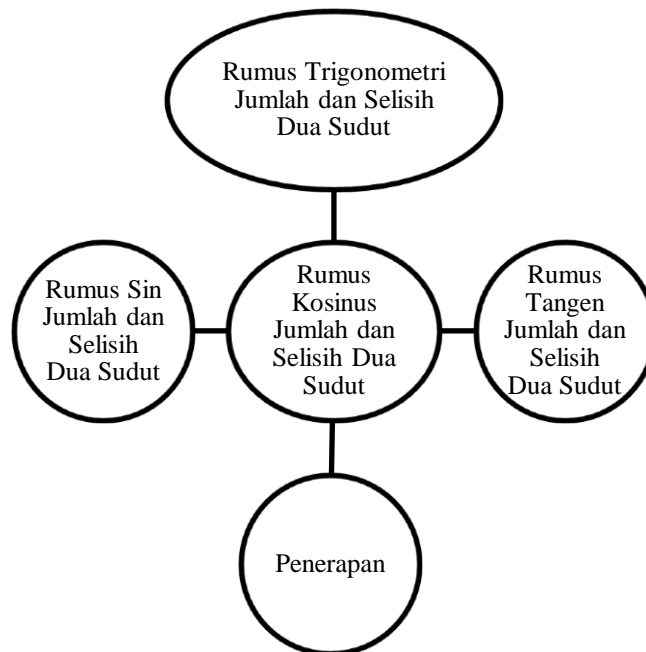 Rumus Trigonometri
Jumlah dan Selisih
Dua Sudut
Rumus Sin
Jumlah dan
Selisih
Dua Sudut
Rumus
Kosinus
Jumlah dan
Selisih Dua
Sudut
Rumus
Tangen
Jumlah dan
Selisih
Dua Sudut
Penerapan